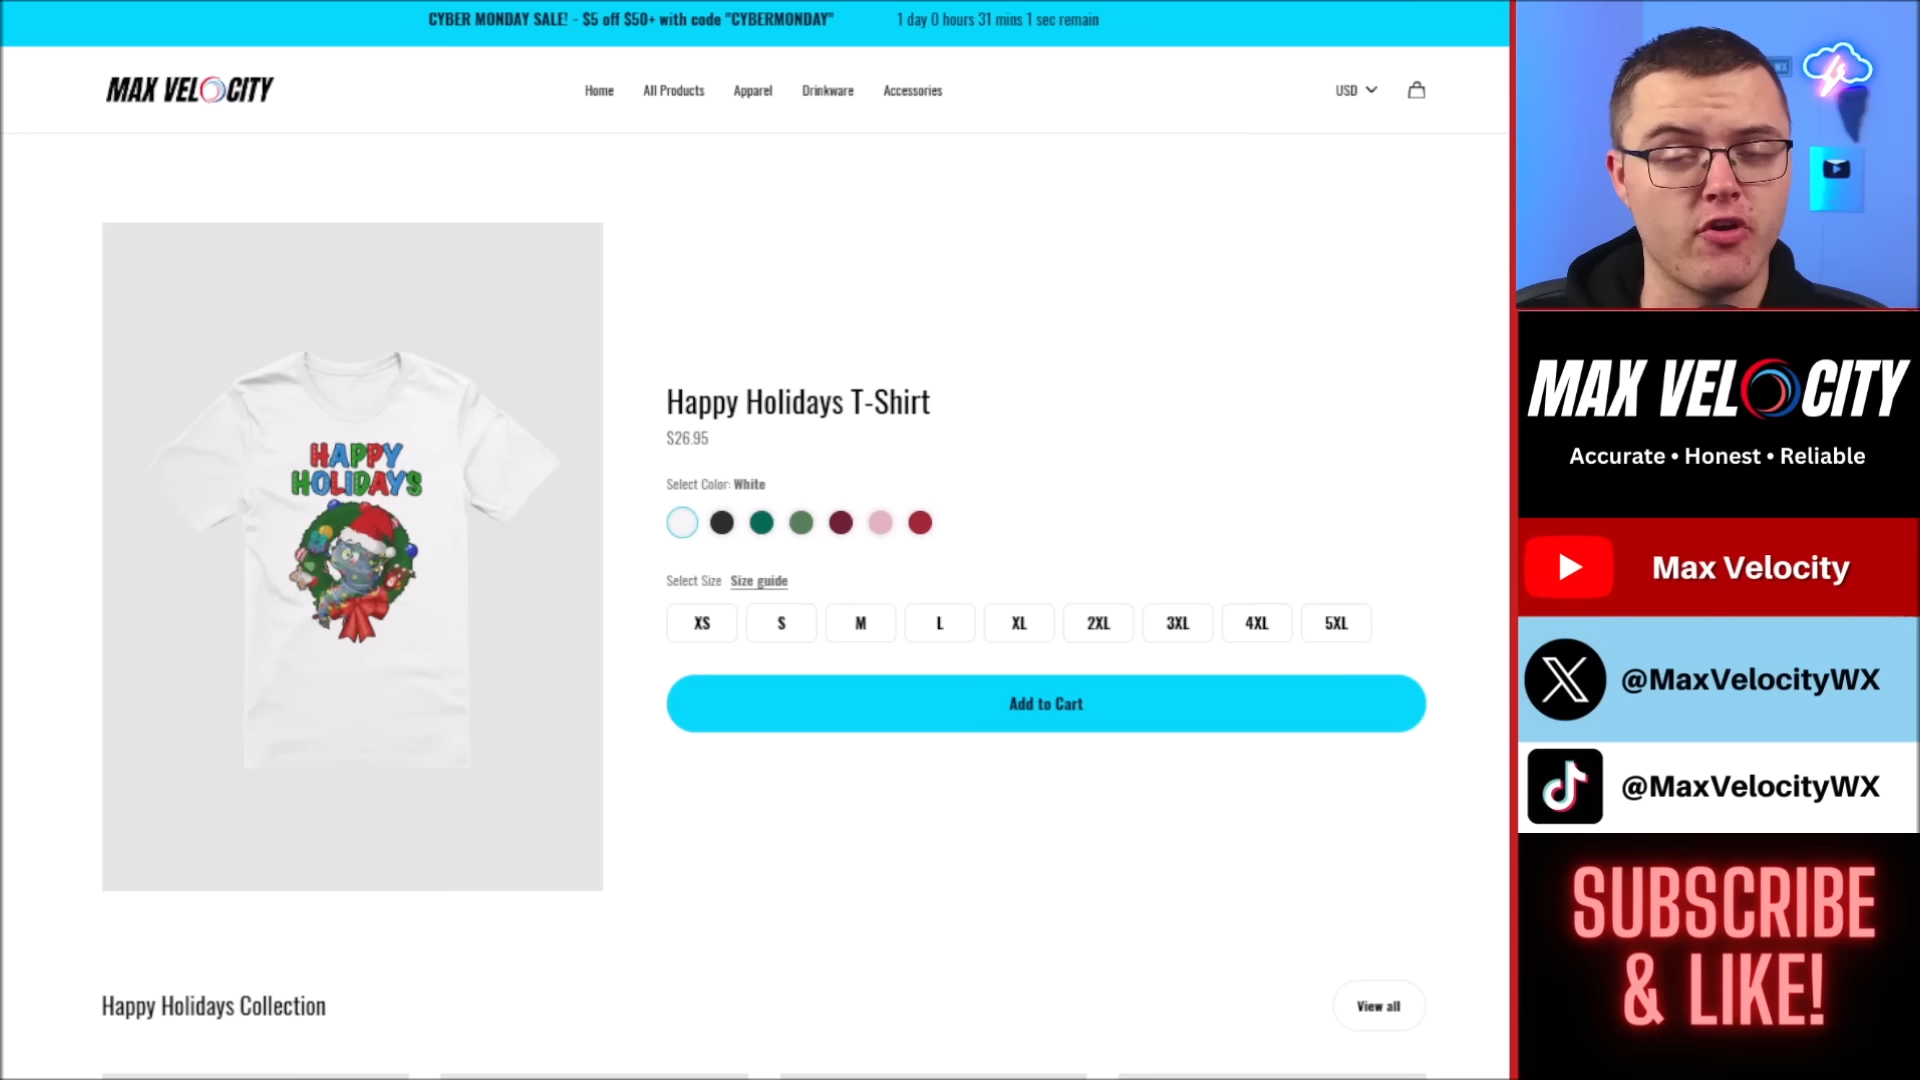 CYBER MONDAY SALE! - $5 off $50+ with code "CYBERMONDAY" 1 day 0 hours 31 mins 1 sec remain
MAX VELOCITY
Home All Products Apparel Drinkware Accessories
USD
HAPPY
HOLIDAYS
Happy Holidays T-Shirt
$26.95
Select Color: White
Select Size Size guide
XS S M L XL 2XL 3XL 4XL 5XL
Add to Cart
Happy Holidays Collection
View all
MAX VELOCITY
Accurate • Honest • Reliable
Max Velocity
@MaxVelocityWX
@MaxVelocityWX
SUBSCRIBE
& LIKE!